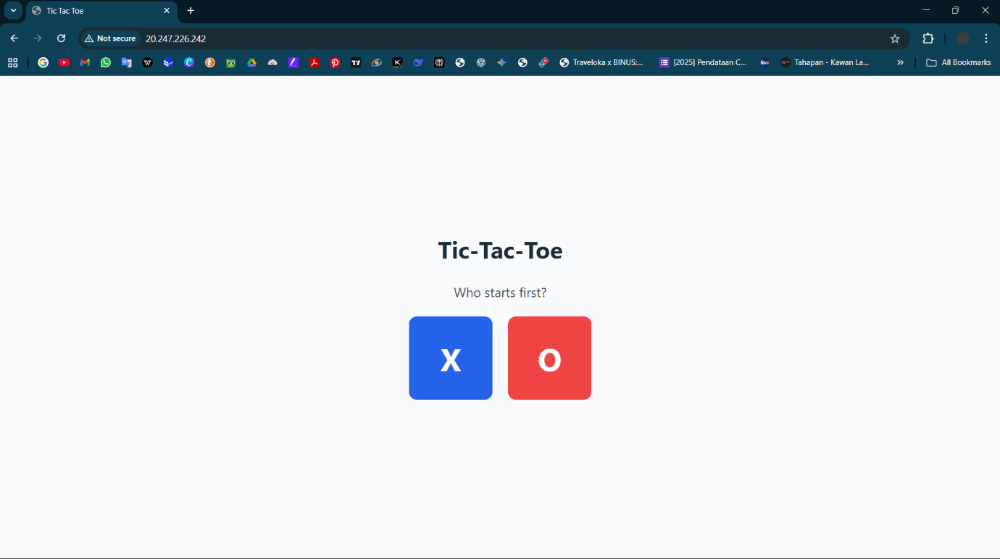 Tic Tac Toe
Not secure
20.247.226.242
Traveloka x BINUS:...
[2025] Pendataan C...
live
Tahapan - Kawan La...
All Bookmarks
Tic-Tac-Toe
Who starts first?
X
O